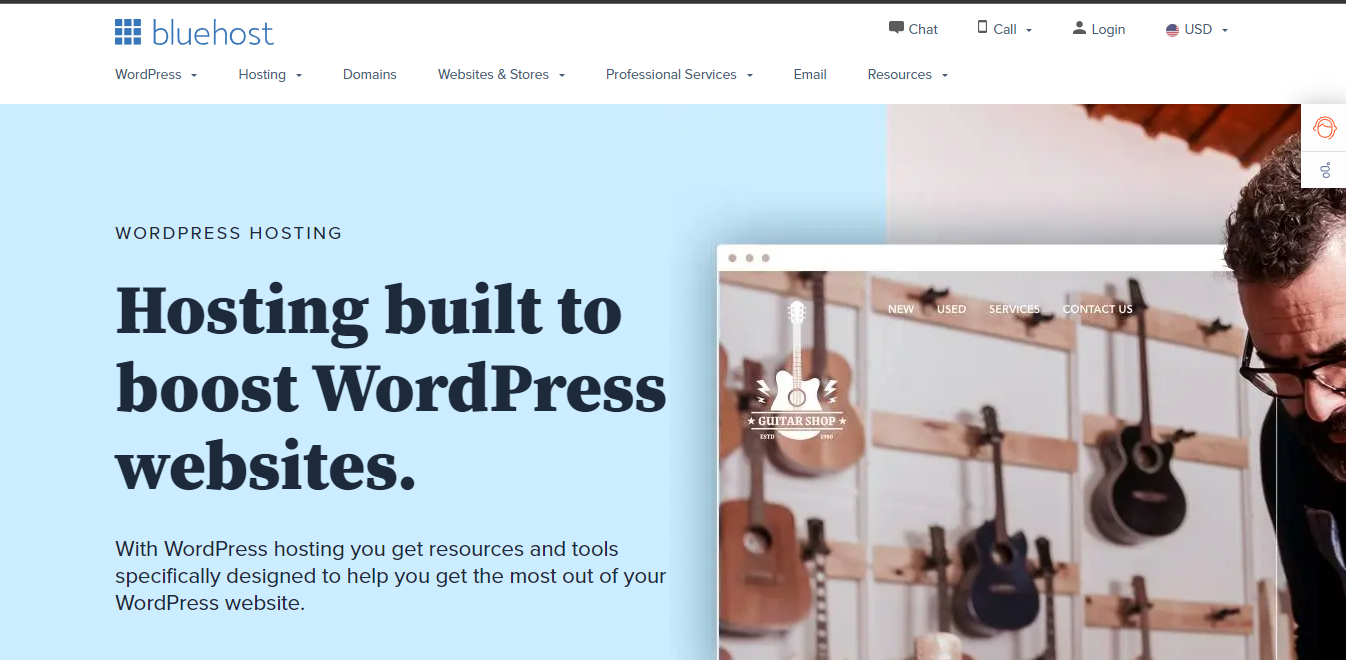 bluehost
Chat
Call
Login
USD
WordPress
Hosting
Domains
Websites & Stores
Professional Services
Email
Resources
WORDPRESS HOSTING
Hosting built to
boost WordPress
websites.
With WordPress hosting you get resources and tools
specifically designed to help you get the most out of your
WordPress website.
NEW
USED
SERVICES
CONTACT US
GUITAR SHOP
ESTD
1980